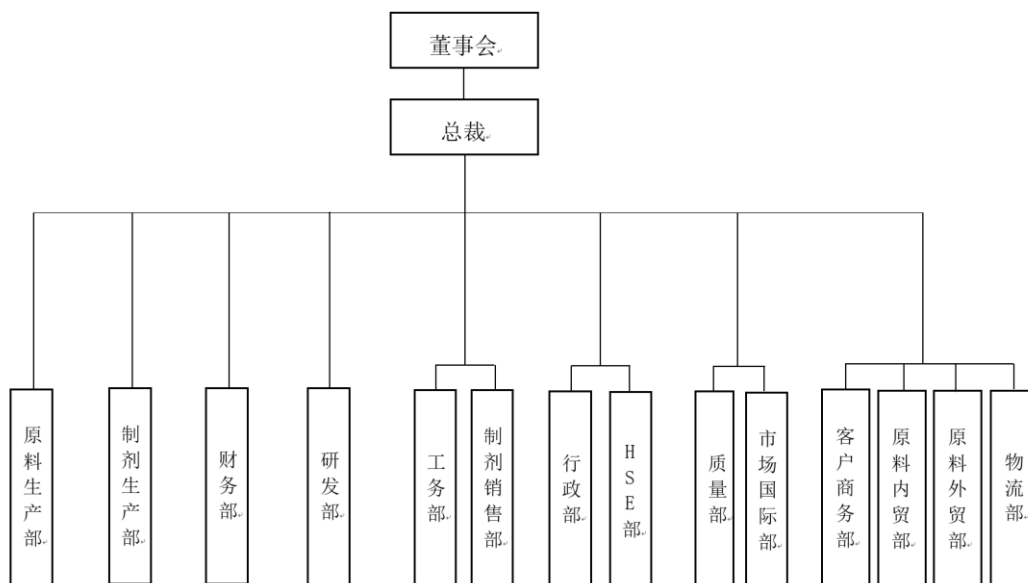 董事会
总裁
原料生产部
制剂生产部
财务部
研发部
工务部
制剂销售部
行政部
HSE部
质量部
市场国际部
客户商务部
原料内贸部
原料外贸部
物流部